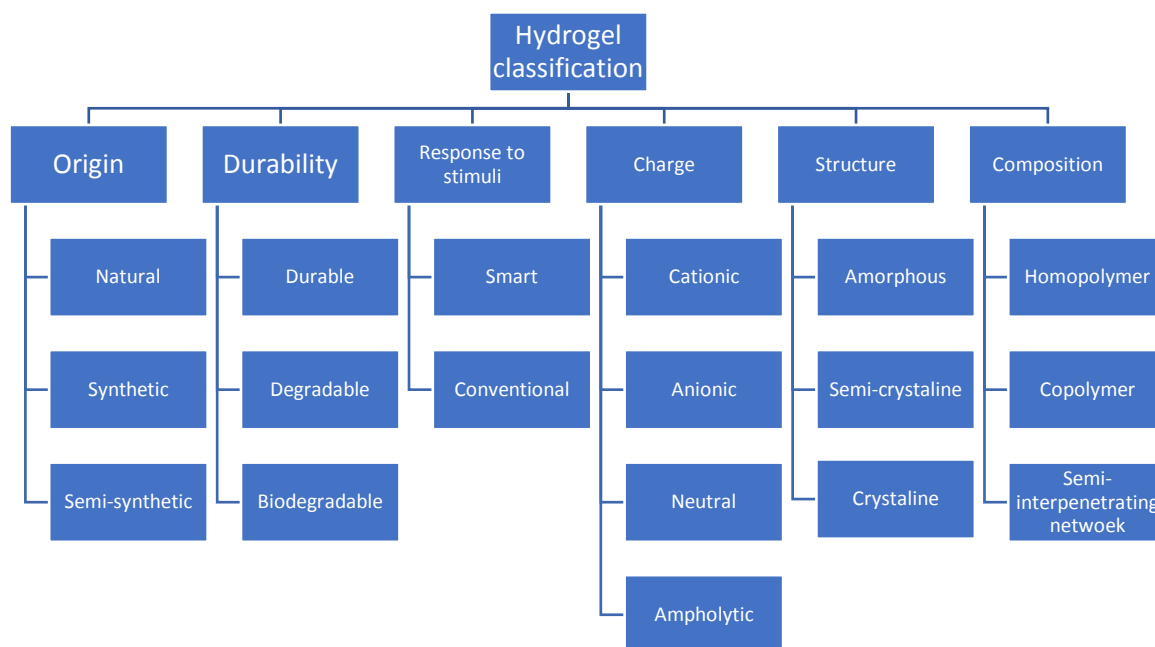 Hydrogel
classification
Origin
Durability
Response to
stimuli
Charge
Structure
Composition
Natural
Durable
Smart
Cationic
Amorphous
Homopolymer
Synthetic
Degradable
Conventional
Anionic
Semi-crystaline
Copolymer
Semi-synthetic
Biodegradable
Neutral
Crystaline
Semi-
interpenetrating
netwoek
Ampholytic